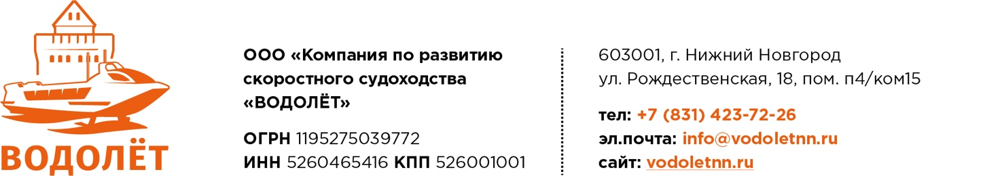 ВОДОЛЁТ
ООО «Компания по развитию
скоростного судоходства
«ВОДОЛЁТ»
ОГРН 1195275039772
ИНН 5260465416 КПП 526001001
603001, г. Нижний Новгород
ул. Рождественская, 18, пом. п4/ком15
тел: +7 (831) 423-72-26
эл.почта: info@vodoletnn.ru
сайт: vodoletnn.ru